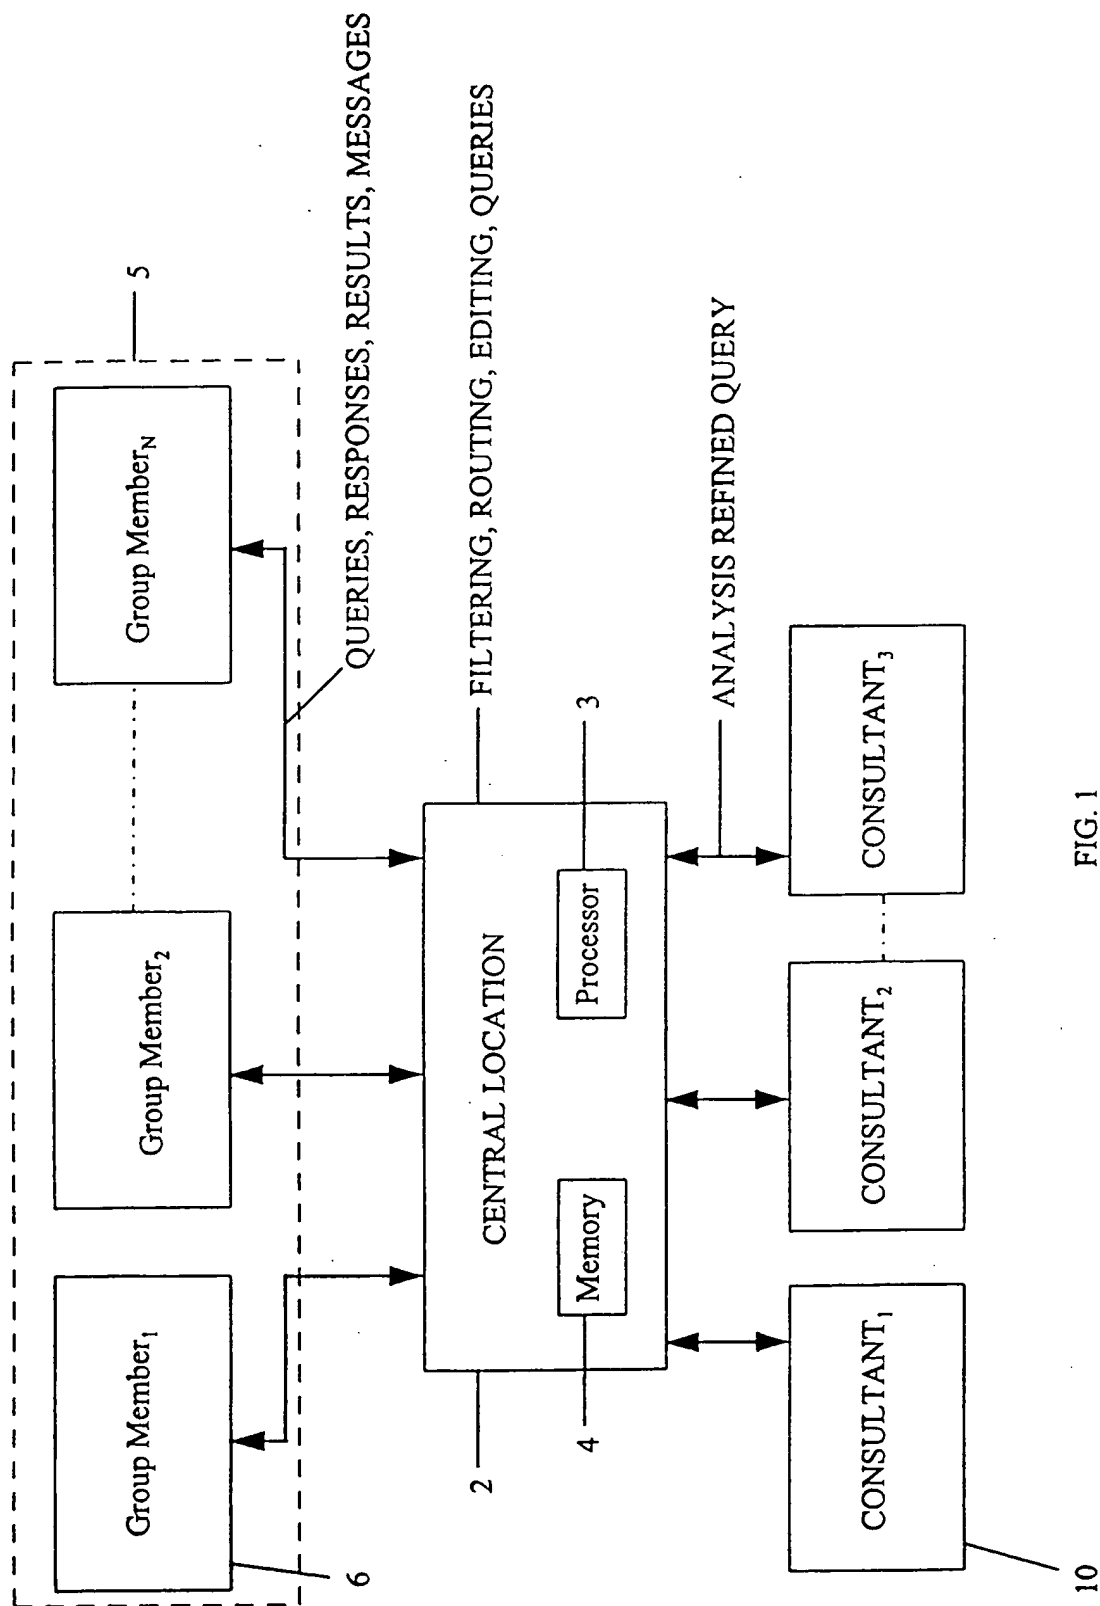 5
Group Member1
Group Member2
Group MemberN
6
QUERIES, RESPONSES, RESULTS, MESSAGES
2
FILTERING, ROUTING, EDITING, QUERIES
CENTRAL LOCATION
4
Memory
Processor
3
ANALYSIS REFINED QUERY
CONSULTANT1
CONSULTANT2
CONSULTANT3
10
FIG. 1